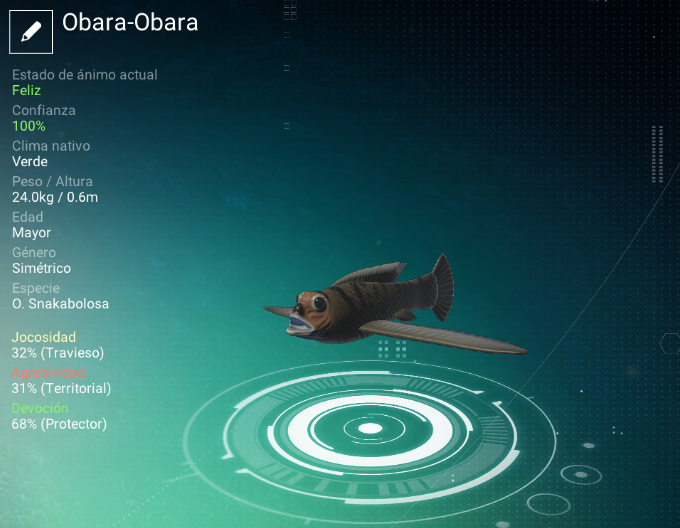 Obara-Obara
Estado de ánimo actual
Feliz
Confianza
100%
Clima nativo
Verde
Peso / Altura
24.0kg / 0.6m
Edad
Mayor
Género
Simétrico
Especie
O. Snakabolosa
Jocosidad
32% (Travieso)
Agresividad
31% (Territorial)
Devoción
68% (Protector)